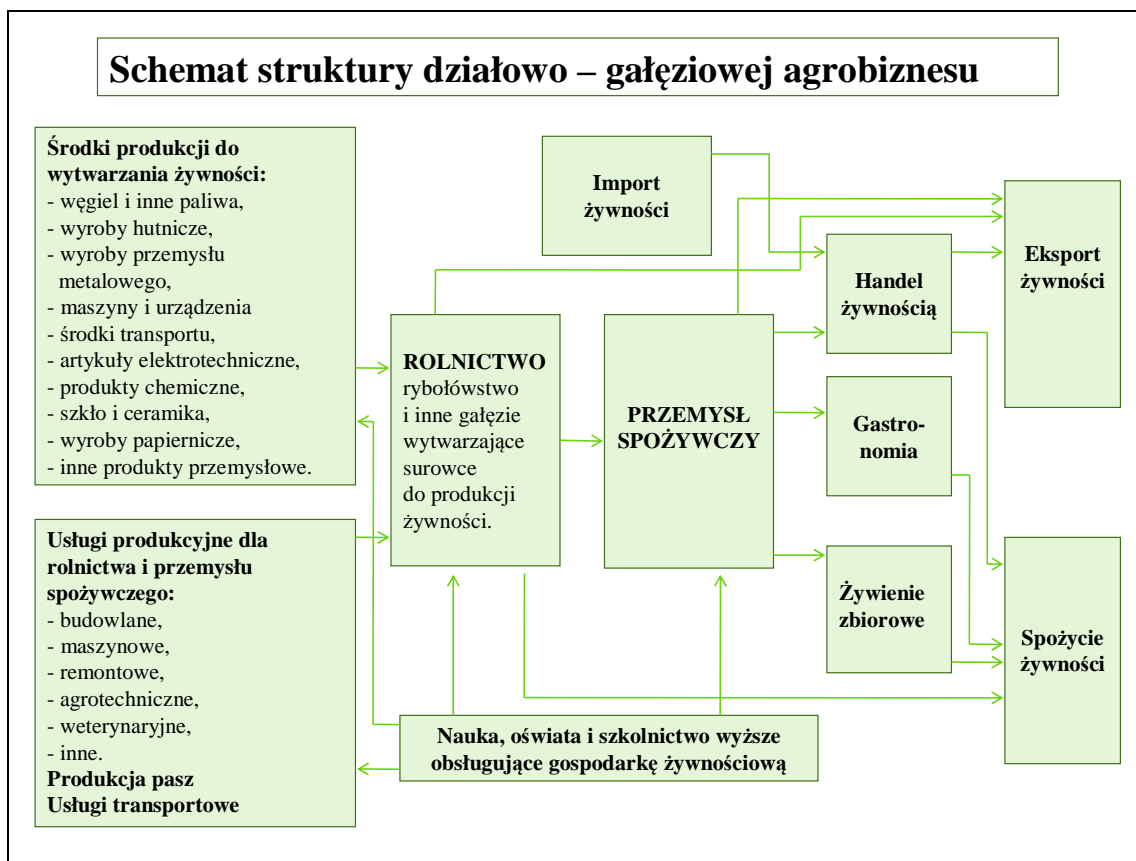 Schemat struktury działowo – gałęziowej agrobiznesu
Środki produkcji do
wytwarzania żywności:
- węgiel i inne paliwa,
- wyroby hutnicze,
- wyroby przemysłu
metalowego,
- maszyny i urządzenia
- środki transportu,
- artykuły elektrotechniczne,
- produkty chemiczne,
- szkło i ceramika,
- wyroby papiernicze,
- inne produkty przemysłowe.
Usługi produkcyjne dla
rolnictwa i przemysłu
spożywczego:
- budowlane,
- maszynowe,
- remontowe,
- agrotechniczne,
- weterynaryjne,
- inne.
Produkcja pasz
Usługi transportowe
ROLNICTWO
rybołówstwo
i inne gałęzie
wytwarzające
surowce
do produkcji
żywności.
PRZEMYSŁ
SPOŻYWCZY
Import
żywności
Handel
żywnością
Gastro-
nomia
Żywienie
zbiorowe
Eksport
żywności
Spożycie
żywności
Nauka, oświata i szkolnictwo wyższe
obsługujące gospodarkę żywnościową